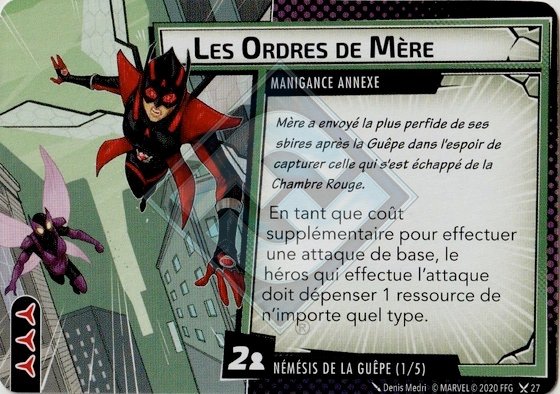 Les Ordres de Mère
MANIGANCE ANNEXE
Mère a envoyé la plus perfide de ses
sbires après la Guêpe dans l'espoir de
capturer celle qui s'est échappé de la
Chambre Rouge.
En tant que coût
supplémentaire pour effectuer
une attaque de base, le
héros qui effectue l'attaque
doit dépenser 1 ressource de
n'importe quel type.
2
NÉMÉSIS DE LA GUÊPE (1/5)
Denis Medri © MARVEL © 2020 FFG 27